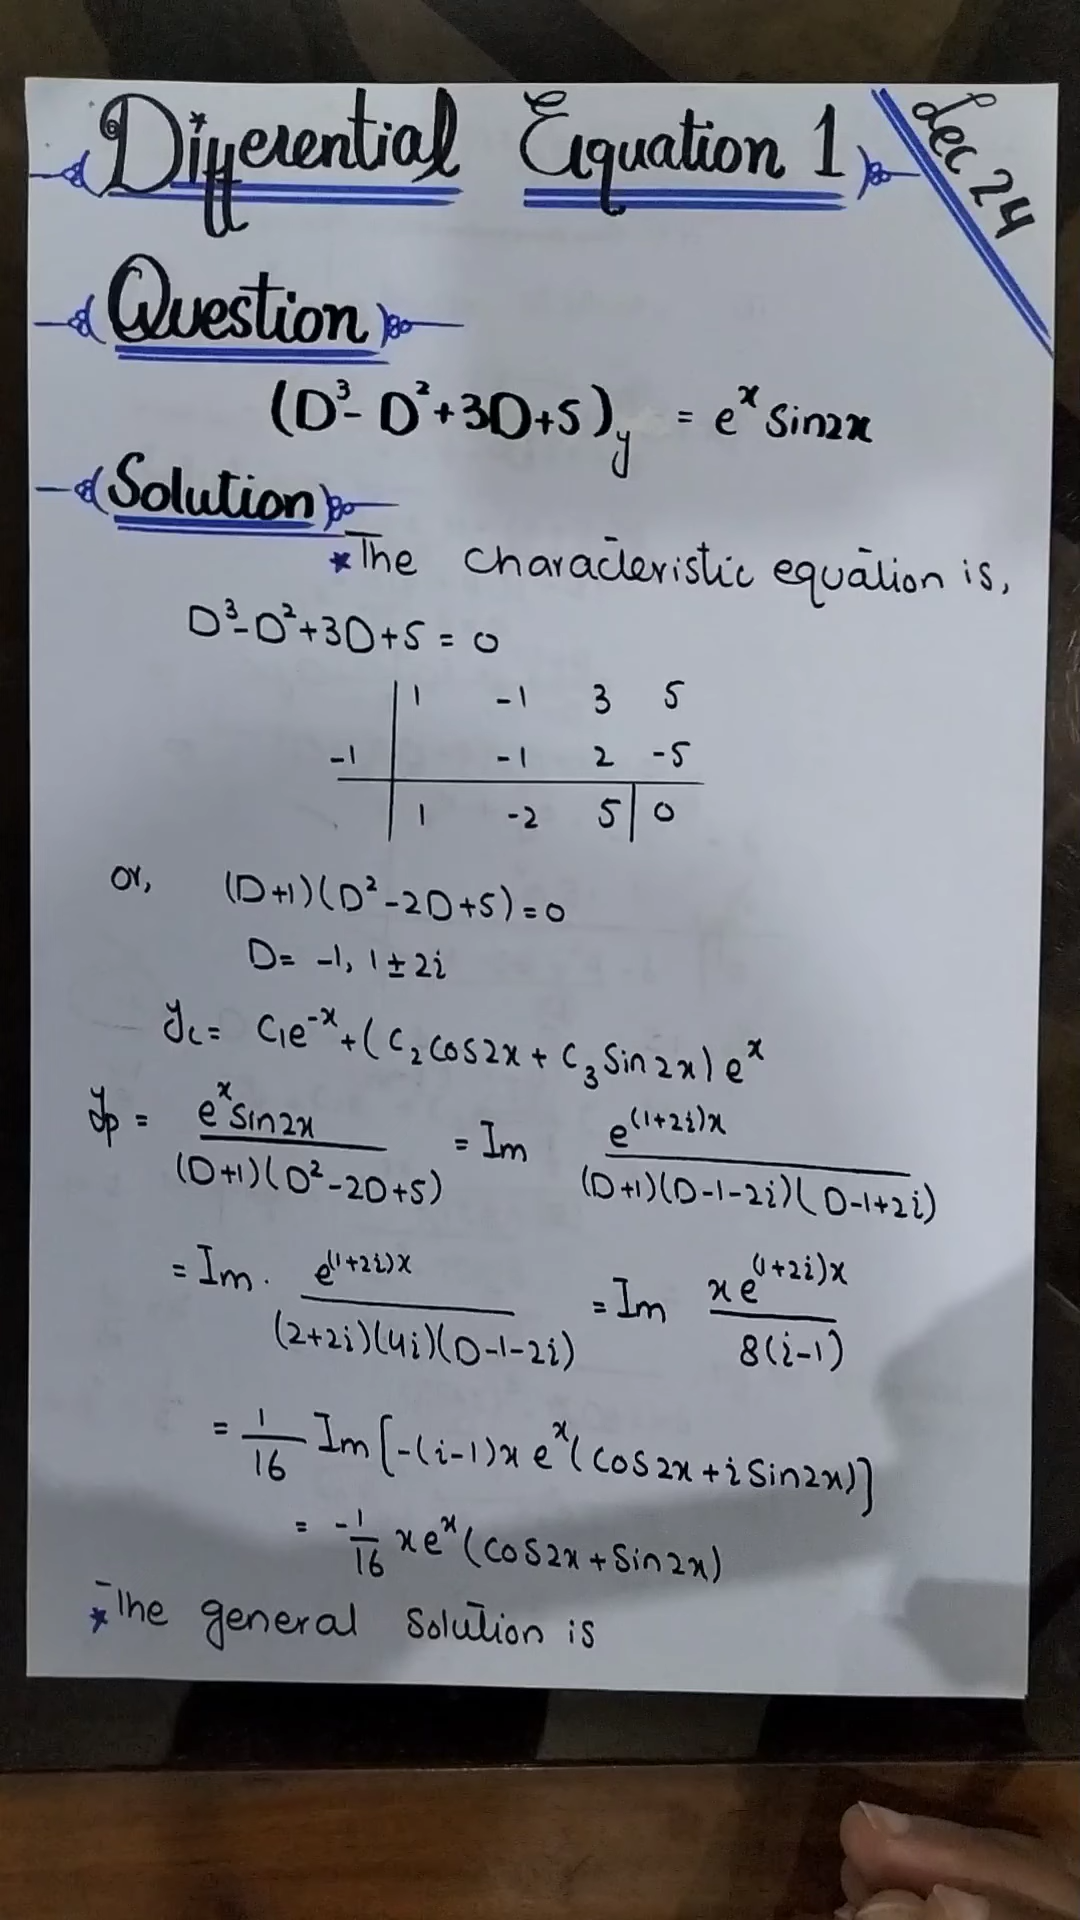 Differential Equation 1
Lec 24
Question
(D³-D²+3D+5)y = eˣ Sin2x
Solution
*The characteristic equation is,
D³-D²+3D+5 = 0
1 -1 3 5
-1 -1 2 -5
1 -2 5 0
or, (D+1)(D²-2D+5)=0
D= -1, 1±2i
yc= C₁e⁻ˣ+(C₂Cos2x + C₃Sin2x)eˣ
yp = eˣSin2x/(D+1)(D²-2D+5) = Im e⁽¹⁺²ⁱ⁾ˣ/(D+1)(D-1-2i)(D-1+2i)
= Im. e⁽¹⁺²ⁱ⁾ˣ/(2+2i)(4i)(D-1-2i) = Im xe⁽¹⁺²ⁱ⁾ˣ/8(i-1)
= 1/16 Im[-(i-1)x eˣ(Cos2x+iSin2x)]
= -1/16 xeˣ(Cos2x+Sin2x)
*The general Solution is